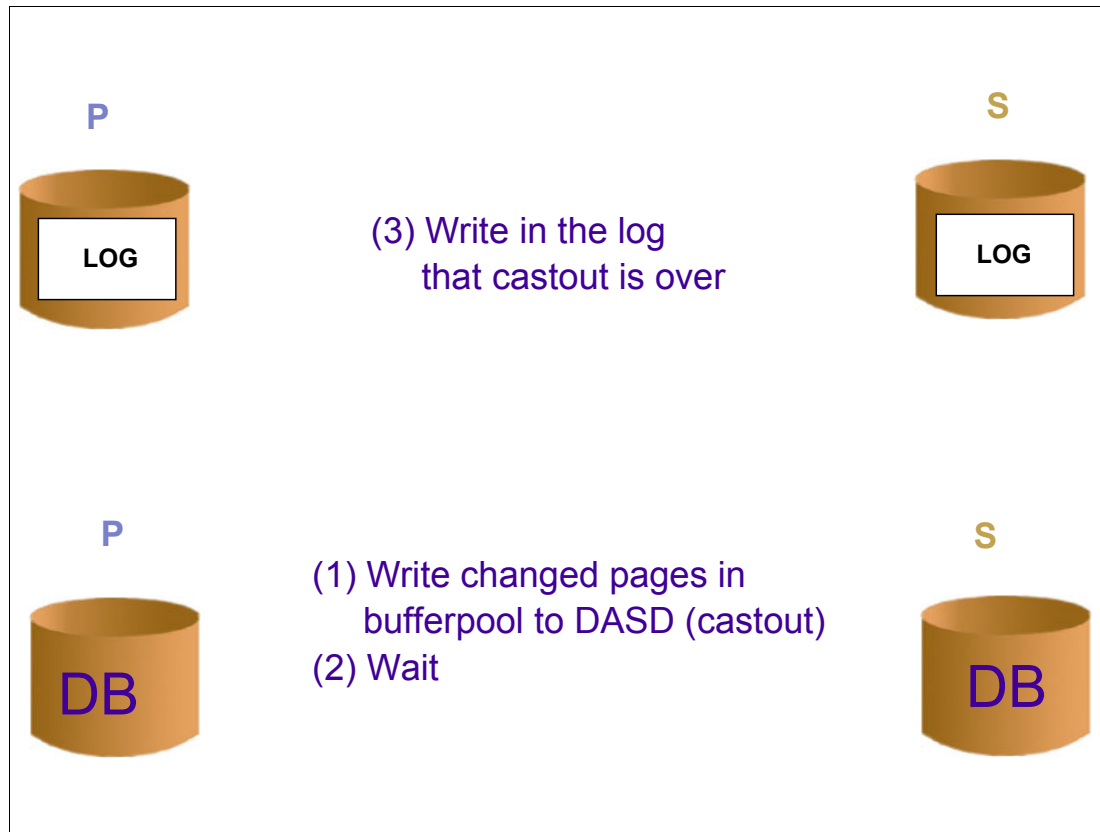 P
S
LOG
LOG
(3) Write in the log
that castout is over
P
S
(1) Write changed pages in
bufferpool to DASD (castout)
(2) Wait
DB
DB